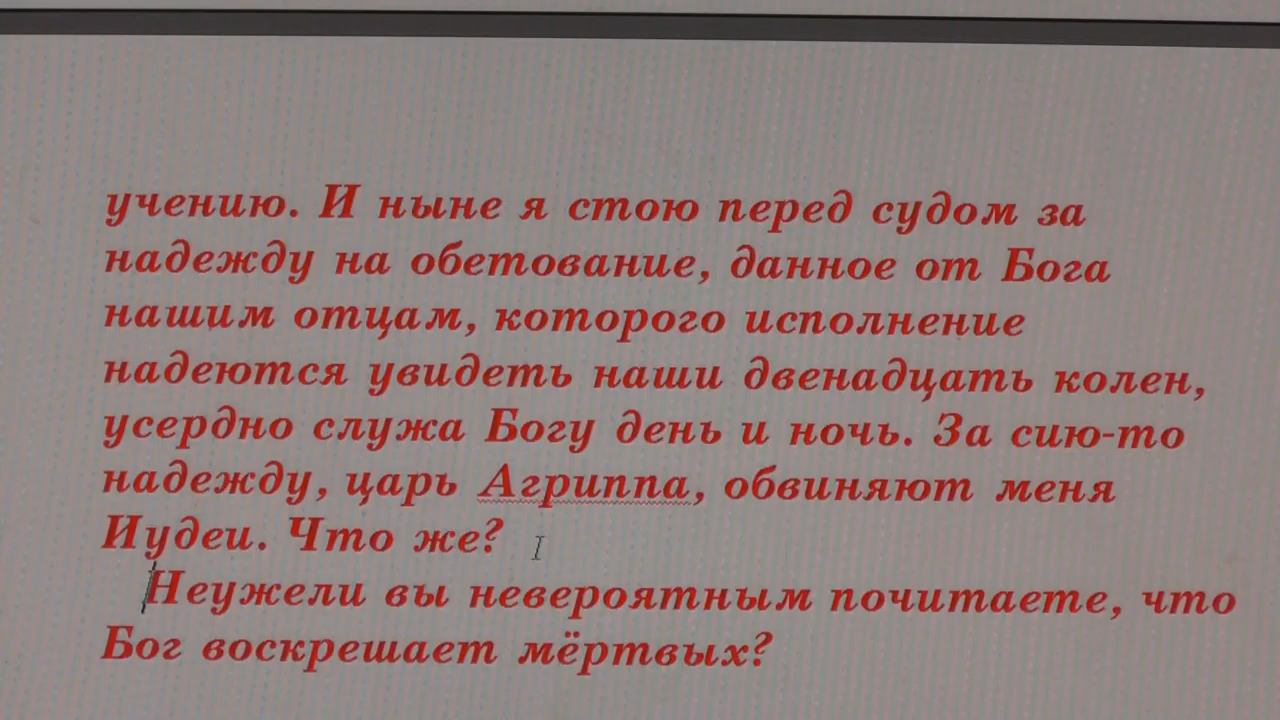 учению. И ныне я стою перед судом за
надежду на обетование, данное от Бога
нашим отцам, которого исполнение
надеются увидеть наши двенадцать колен,
усердно служа Богу день и ночь. За сию-то
надежду, царь Агриппа, обвиняют меня
Иудеи. Что же?
Неужели вы невероятным почитаете, что
Бог воскрешает мёртвых?